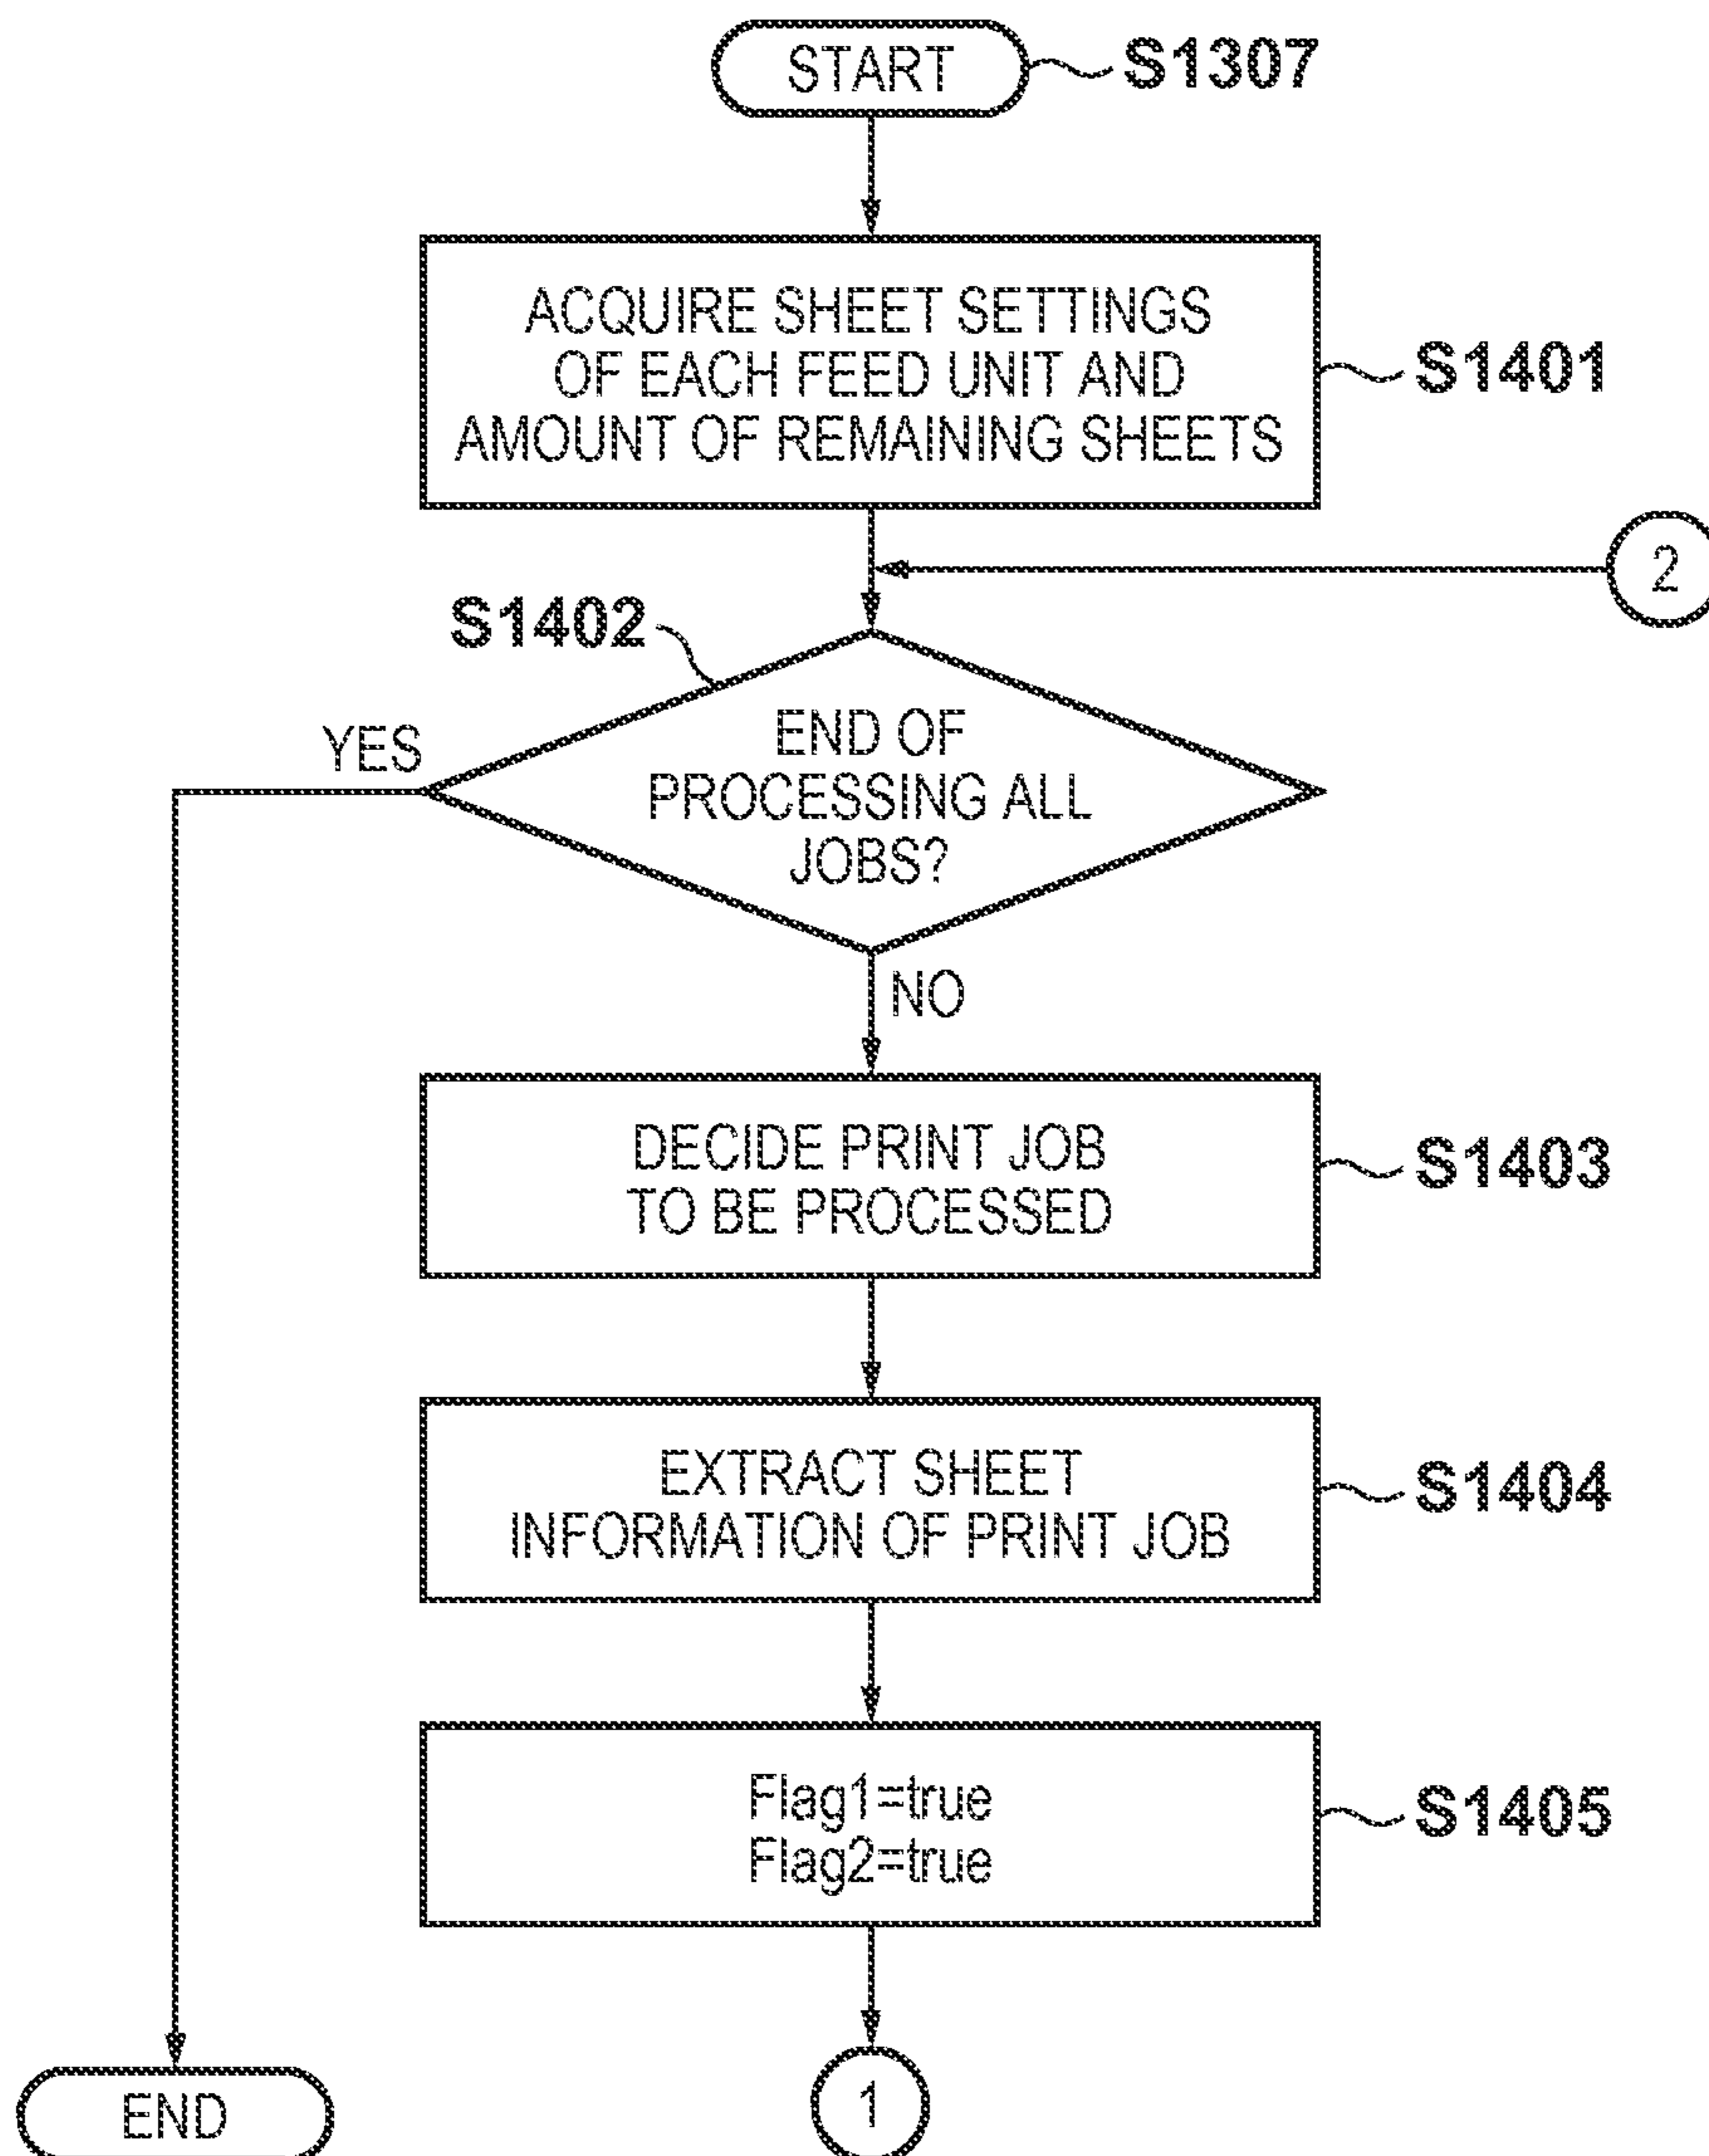 START
S1307
ACQUIRE SHEET SETTINGS
OF EACH FEED UNIT AND
AMOUNT OF REMAINING SHEETS
S1401
2
S1402
YES
END OF
PROCESSING ALL
JOBS?
NO
DECIDE PRINT JOB
TO BE PROCESSED
S1403
EXTRACT SHEET
INFORMATION OF PRINT JOB
S1404
Flag1=true
Flag2=true
S1405
END
1